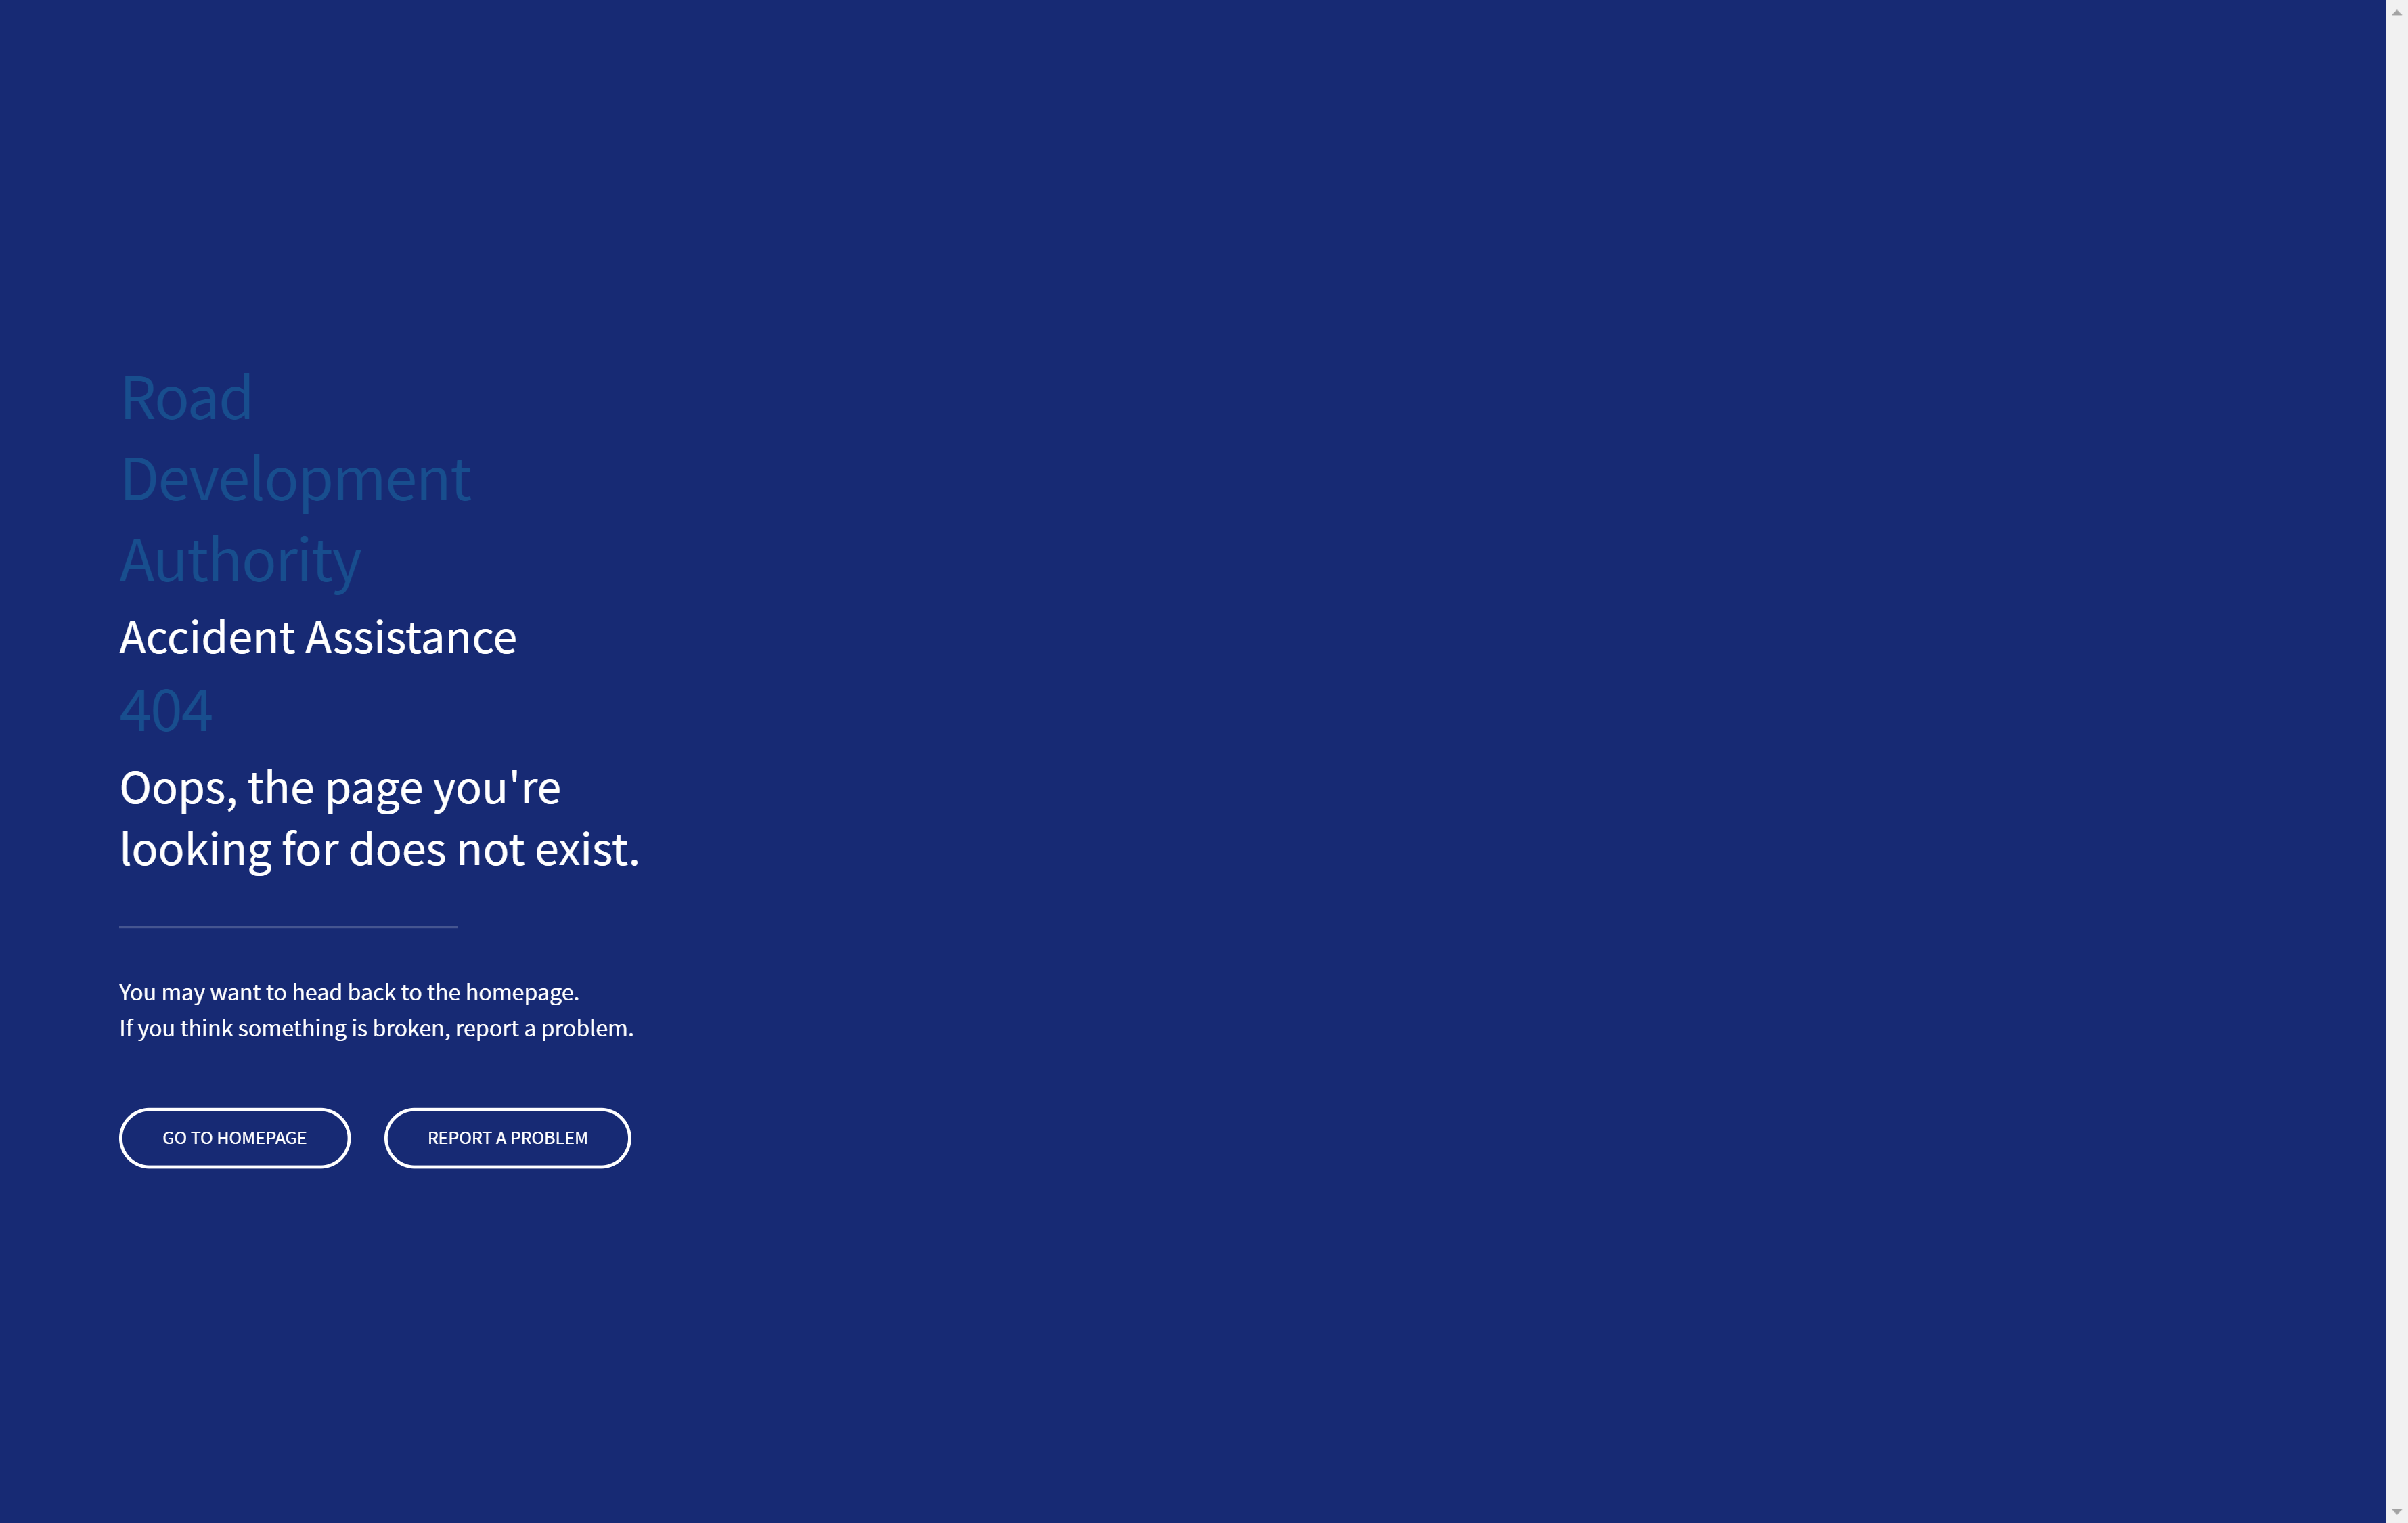 Road
Development
Authority
Accident Assistance
404
Oops, the page you're
looking for does not exist.
You may want to head back to the homepage.
If you think something is broken, report a problem.
GO TO HOMEPAGE
REPORT A PROBLEM